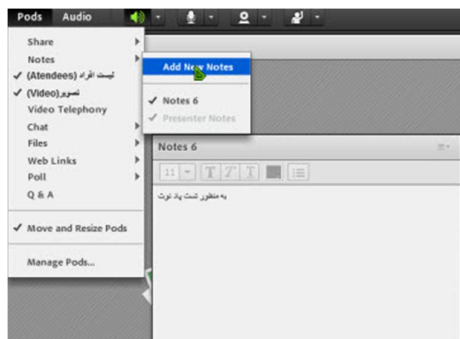 Pods Audio
Share
Notes
لیست افراد (Atendees)
تصویر(Video)
Video Telephony
Chat
Files
Web Links
Poll
Q & A
Move and Resize Pods
Manage Pods...
Add New Notes
Notes 6
Presenter Notes
Notes 6
11 T T T
به منظور تست پاد نوت